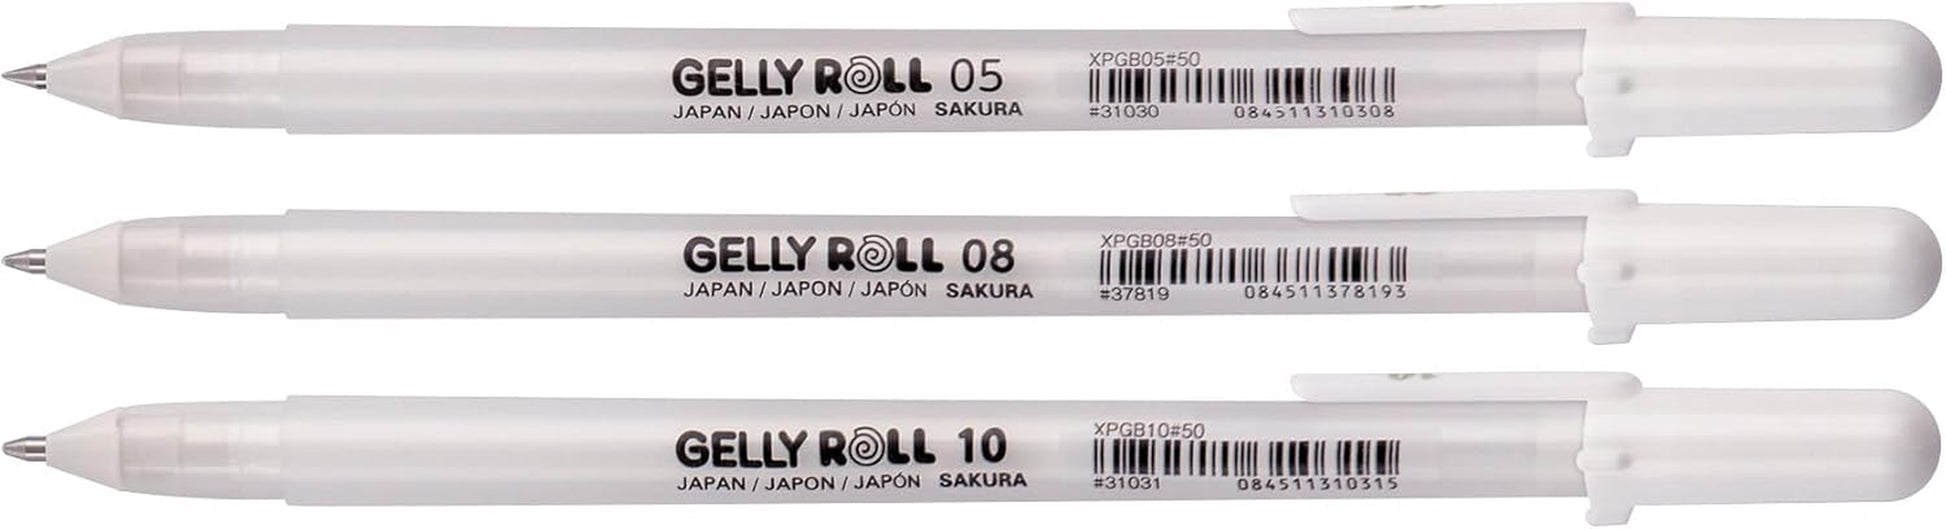 GELLY ROLL 05
JAPAN / JAPON / JAPÓN SAKURA
XPGB05#50
#31030 084511310308
GELLY ROLL 08
JAPAN / JAPON / JAPÓN SAKURA
XPGB08#50
#37819 084511378193
GELLY ROLL 10
JAPAN / JAPON / JAPÓN SAKURA
XPGB10#50
#31031 084511310315